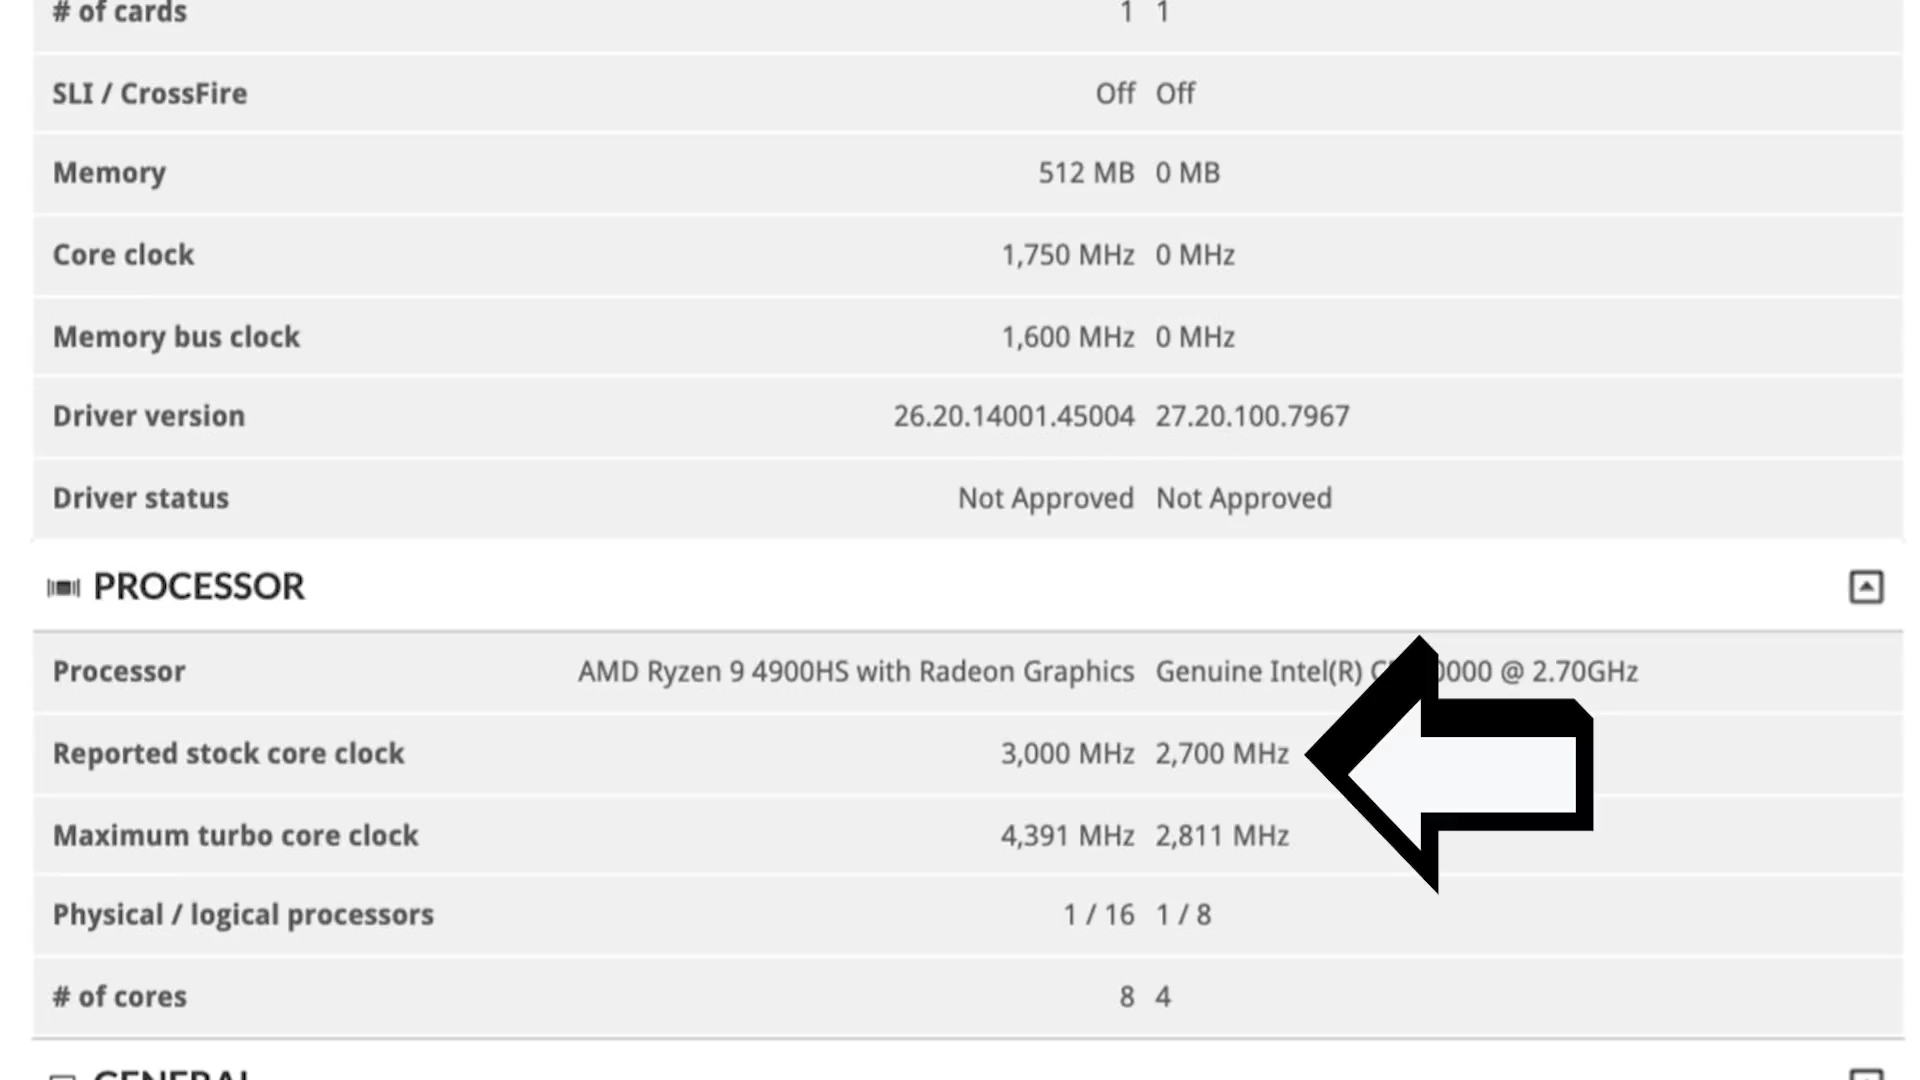 # of cards 1 1
SLI / CrossFire Off Off
Memory 512 MB 0 MB
Core clock 1,750 MHz 0 MHz
Memory bus clock 1,600 MHz 0 MHz
Driver version 26.20.14001.45004 27.20.100.7967
Driver status Not Approved Not Approved
PROCESSOR
Processor AMD Ryzen 9 4900HS with Radeon Graphics Genuine Intel(R) @ 2.70GHz
Reported stock core clock 3,000 MHz 2,700 MHz
Maximum turbo core clock 4,391 MHz 2,811 MHz
Physical / logical processors 1 / 16 1 / 8
# of cores 8 4
GENERAL